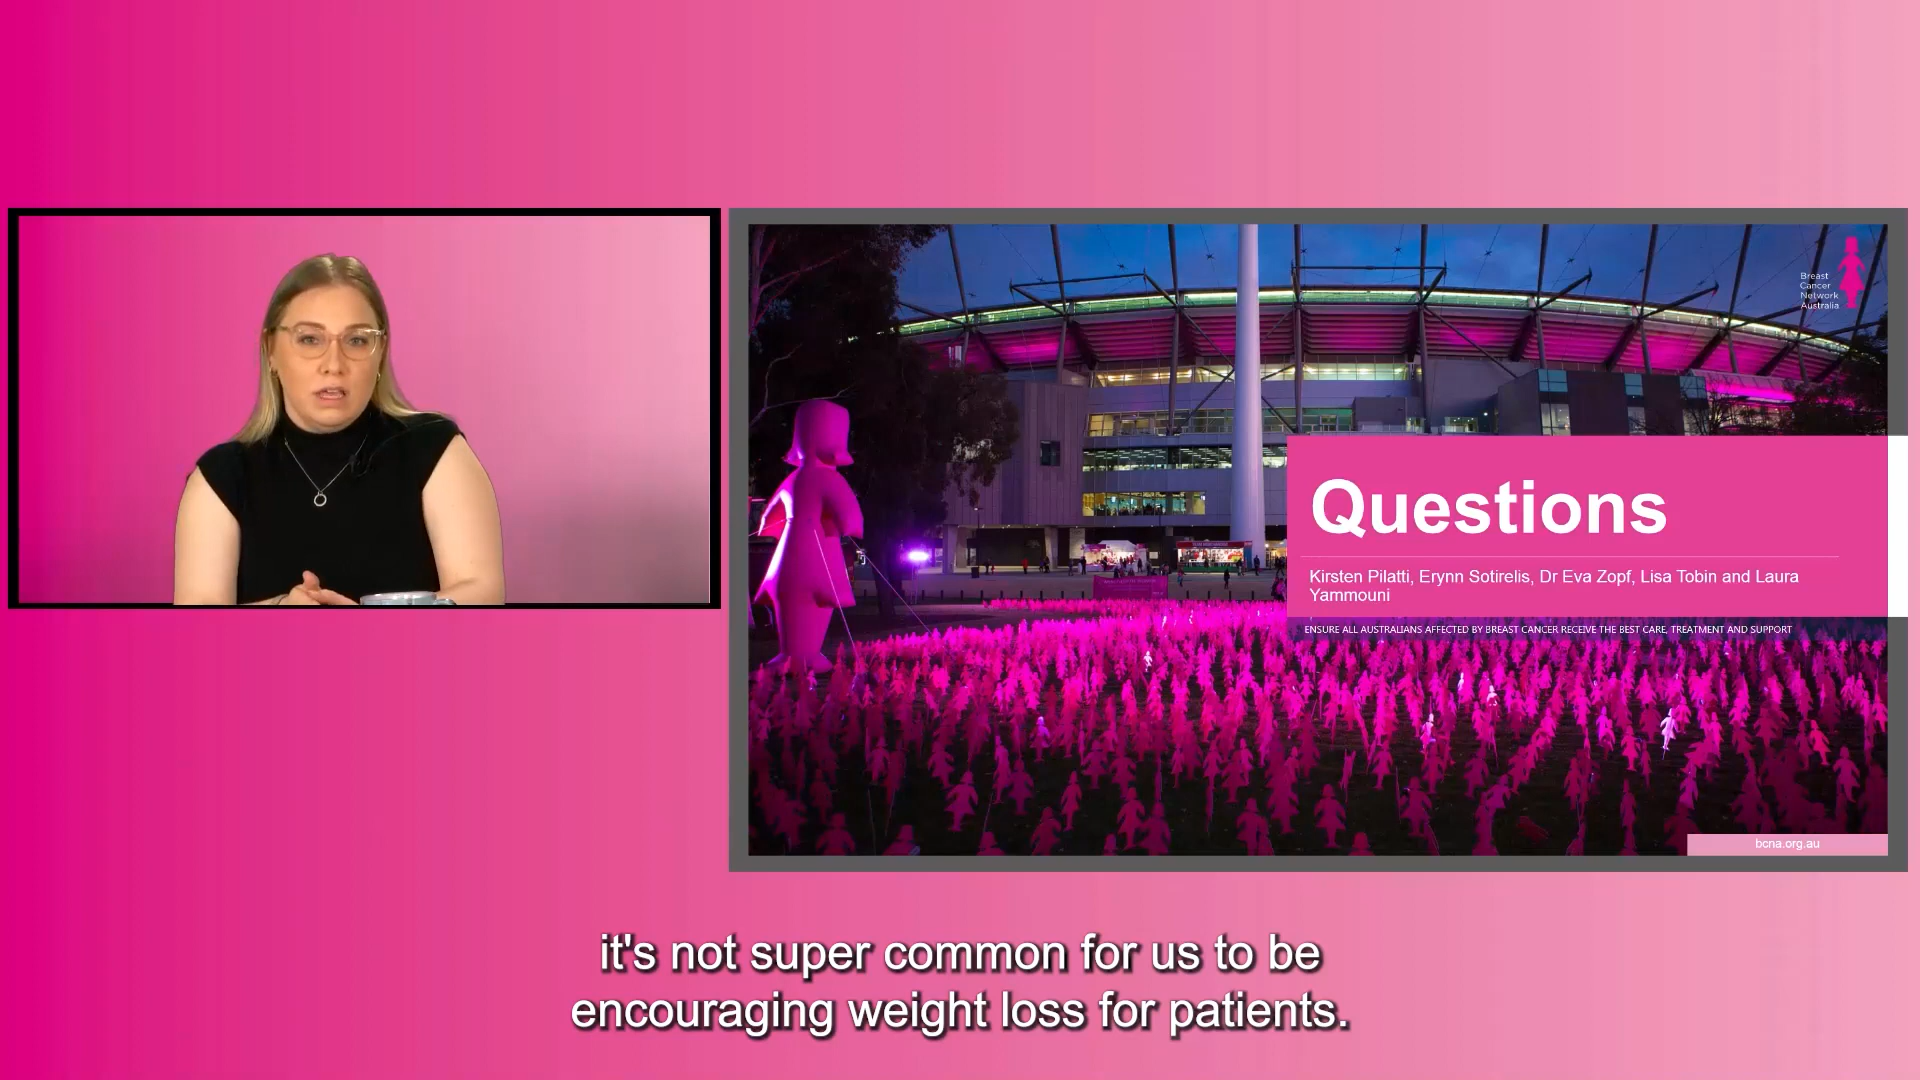 Breast
Cancer
Network
Australia
Questions
Kirsten Pilatti, Erynn Sotirelis, Dr Eva Zopf, Lisa Tobin and Laura
Yammouni
ENSURE ALL AUSTRALIANS AFFECTED BY BREAST CANCER RECEIVE THE BEST CARE, TREATMENT AND SUPPORT
bcna.org.au
it's not super common for us to be
encouraging weight loss for patients.